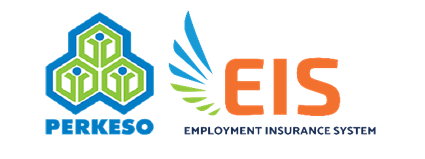 PERKESO
EIS
EMPLOYMENT INSURANCE SYSTEM